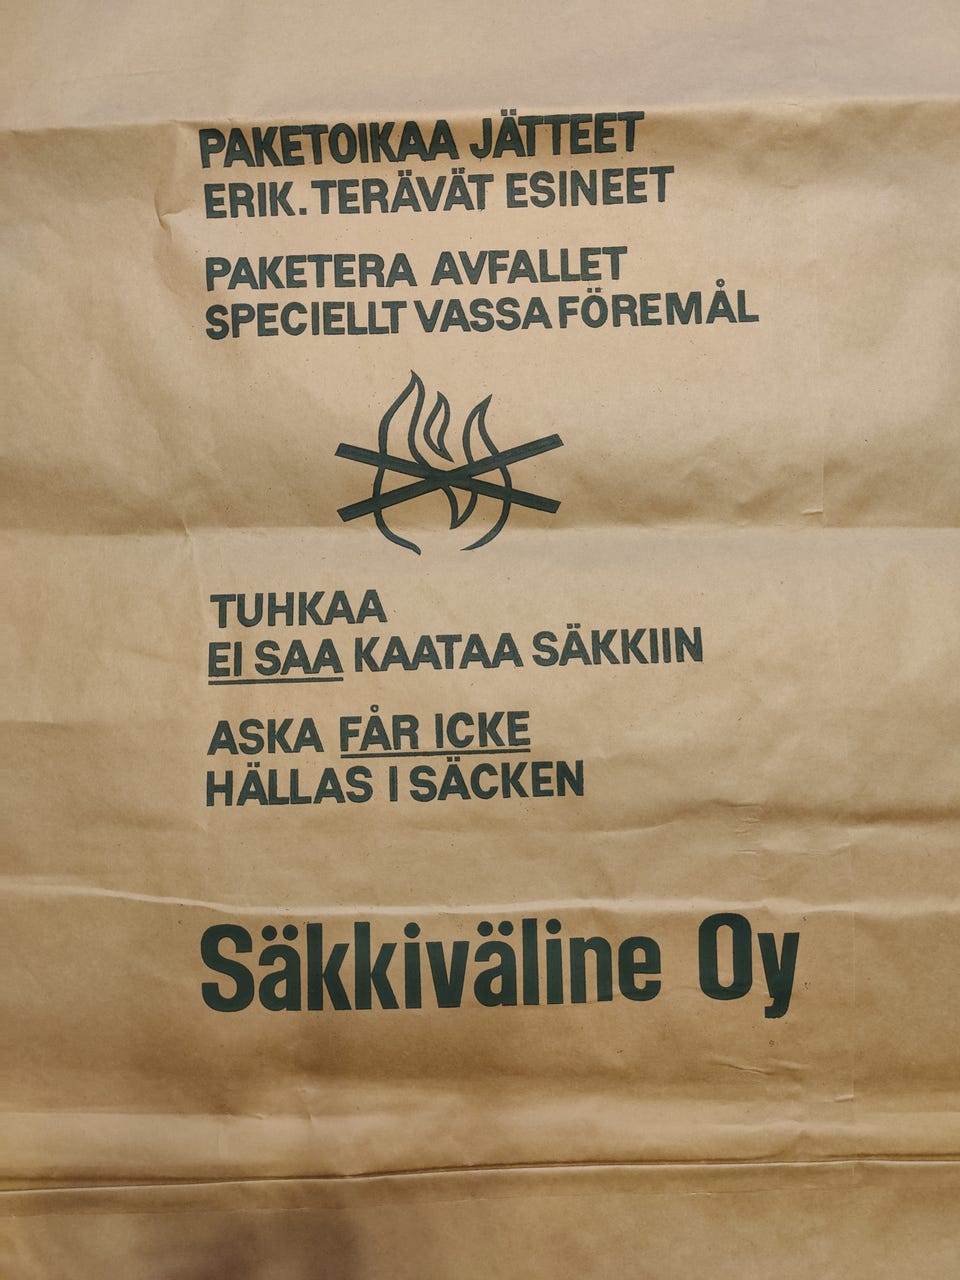 PAKETOIKAA JÄTTEET
ERIK. TERÄVÄT ESINEET
PAKETERA AVFALLET
SPECIELLT VASSA FÖREMÅL
TUHKAA
EI SAA KAATAA SÄKKIIN
ASKA FÅR ICKE
HÄLLAS I SÄCKEN
Säkkiväline Oy